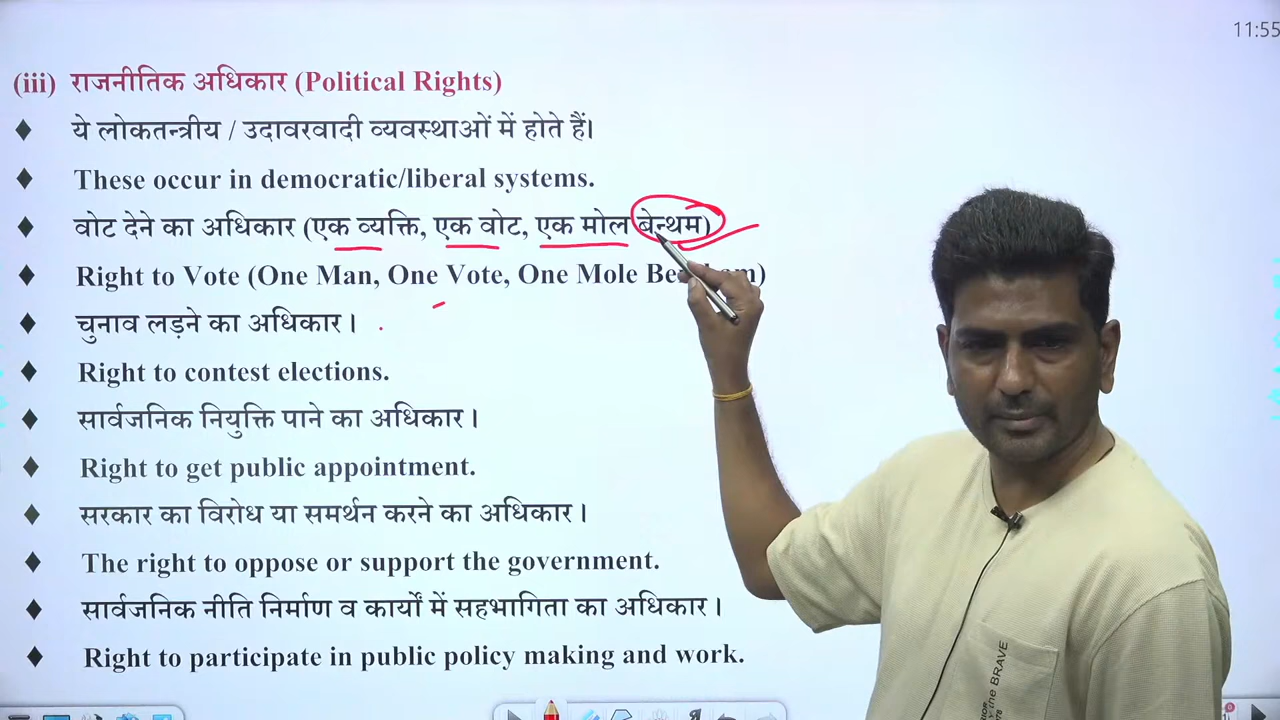 11:55
(iii) राजनीतिक अधिकार (Political Rights)
♦ ये लोकतन्त्रीय / उदावरवादी व्यवस्थाओं में होते हैं।
♦ These occur in democratic/liberal systems.
♦ वोट देने का अधिकार (एक व्यक्ति, एक वोट, एक मोल बेन्थम)
♦ Right to Vote (One Man, One Vote, One Mole
♦ चुनाव लड़ने का अधिकार।
♦ Right to contest elections.
♦ सार्वजनिक नियुक्ति पाने का अधिकार।
♦ Right to get public appointment.
♦ सरकार का विरोध या समर्थन करने का अधिकार।
♦ The right to oppose or support the government.
♦ सार्वजनिक नीति निर्माण व कार्यों में सहभागिता का अधिकार।
♦ Right to participate in public policy making and work.
the BRAVE